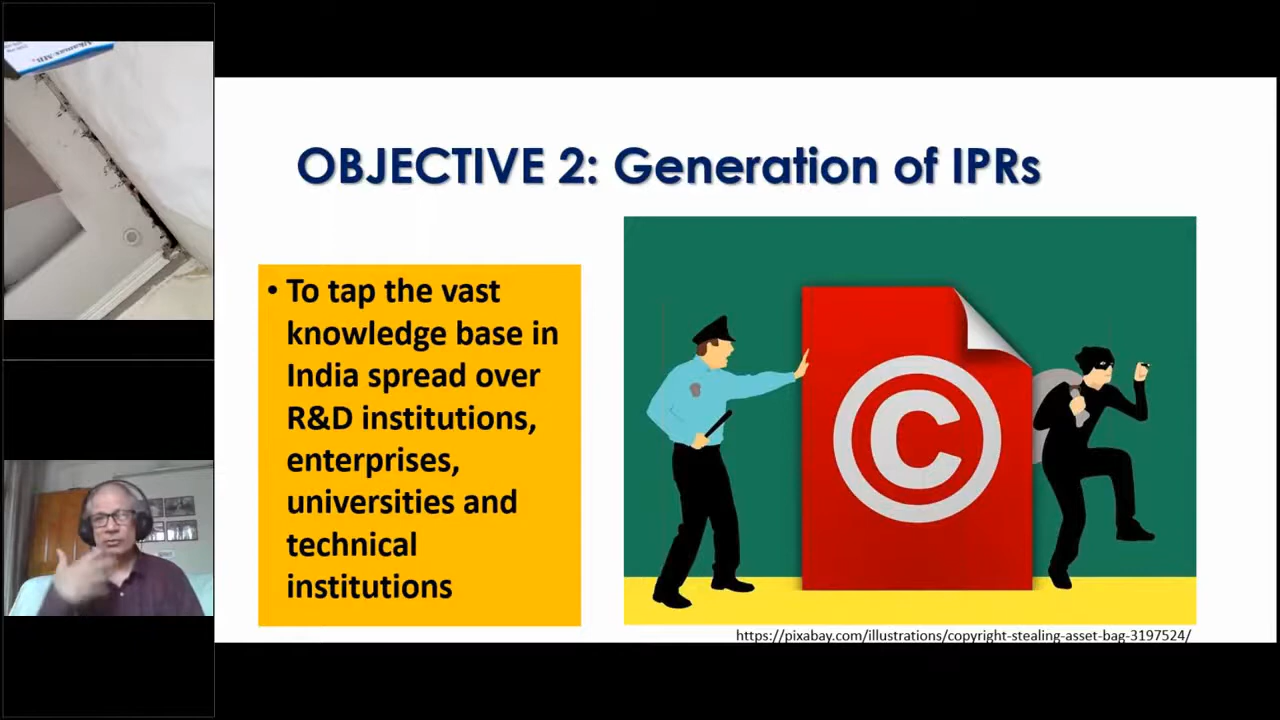 OBJECTIVE 2: Generation of IPRs
• To tap the vast
knowledge base in
India spread over
R&D institutions,
enterprises,
universities and
technical
institutions
©
https://pixabay.com/illustrations/copyright-stealing-asset-bag-3197524/